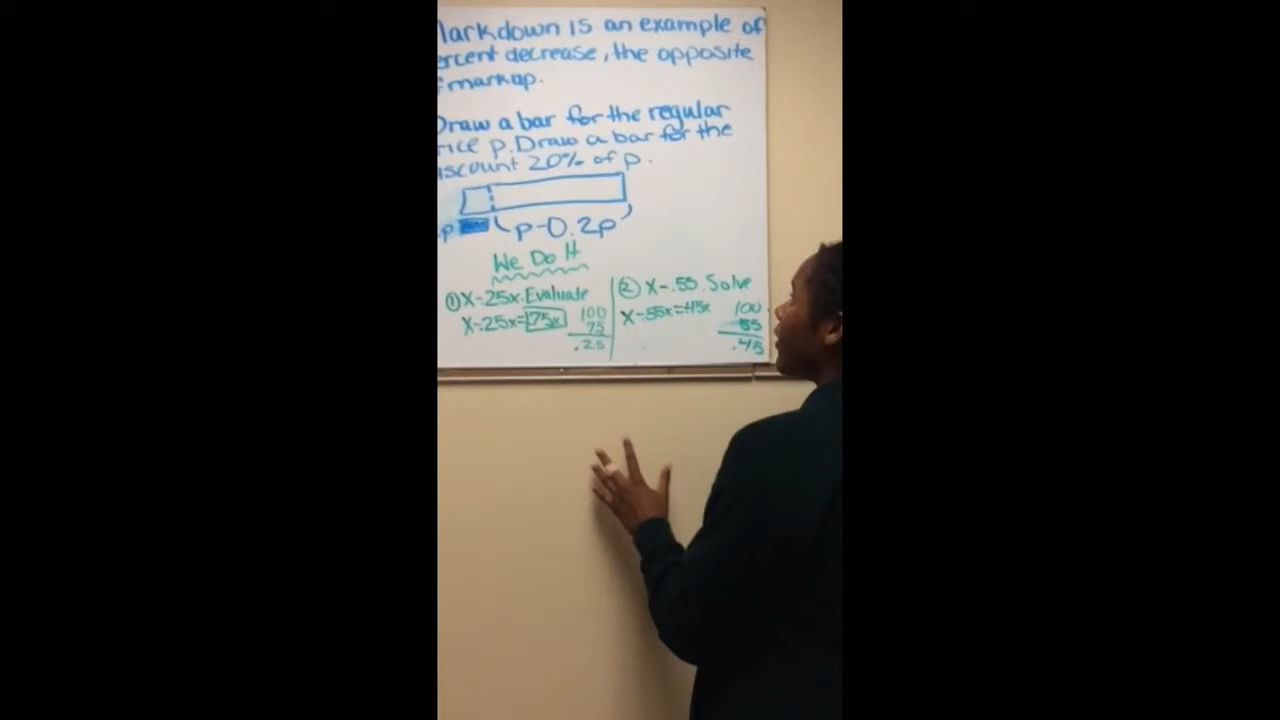 arkdown is an example of
ercent decrease, the opposite
f markup.
Draw a bar for the regular
rice p. Draw a bar for the
iscount 20% of p.
p
p-0.2p
We Do It
① X-.25x. Evaluate
X-.25x=.75x
100
75
.25
② X-.55. Solve
X-.55x=.45x
100
55
.45